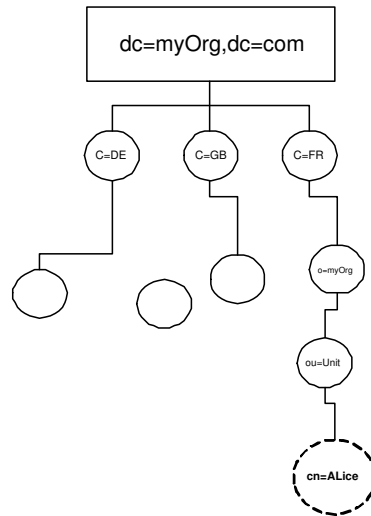 dc=myOrg,dc=com
C=DE
C=GB
C=FR
o=myOrg
ou=Unit
cn=ALice